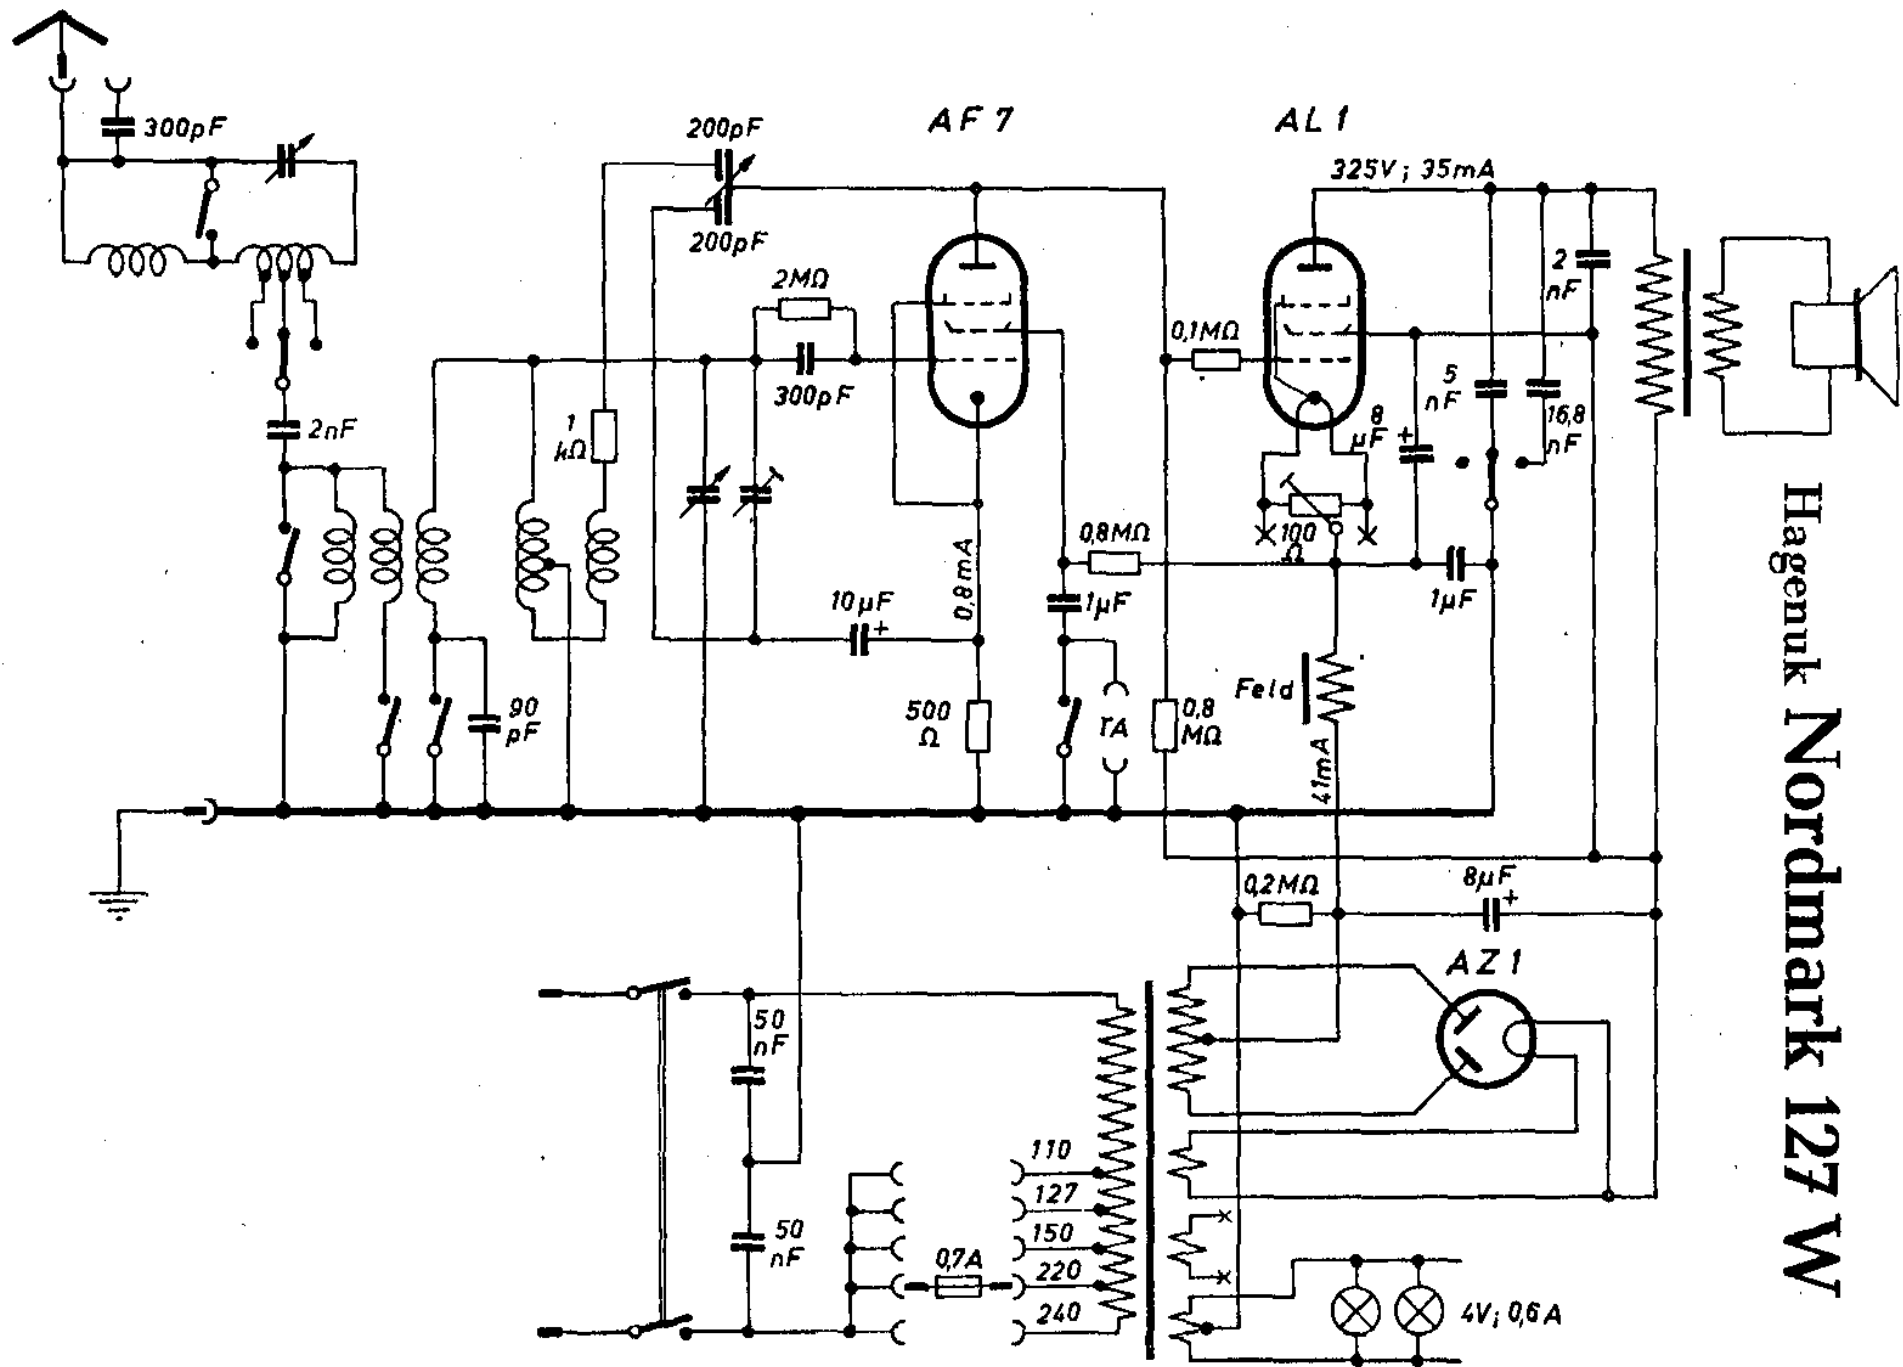 AF 7
AL 1
300pF
200pF
325V; 35mA
200pF
2MΩ
2
nF
0,1MΩ
300pF
5
nF
8
µF
+
16,8
nF
2nF
1
kΩ
100
Ω
0,8MΩ
0,8mA
10µF
+
1µF
1µF
Feld
90
pF
500
Ω
rA
0,8
MΩ
41mA
0,2MΩ
8µF
+
AZ 1
50
nF
110
127
150
50
nF
0,7A
220
240
4V; 0,6A
Hagenuk Nordmark 127 W